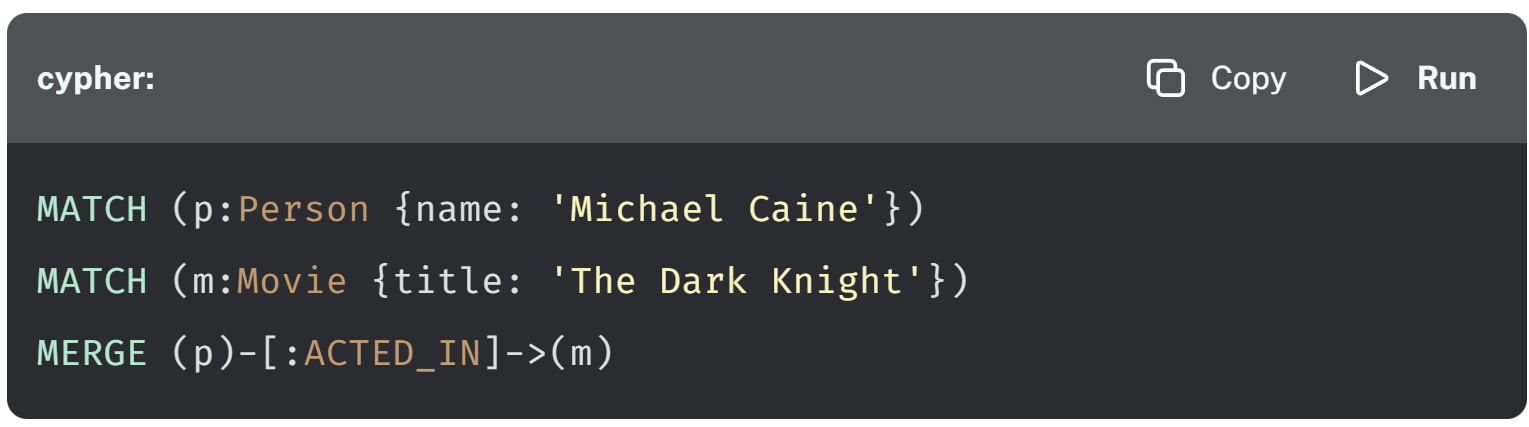 cypher: Copy Run
MATCH (p:Person {name: 'Michael Caine'})
MATCH (m:Movie {title: 'The Dark Knight'})
MERGE (p)-[:ACTED_IN]->(m)